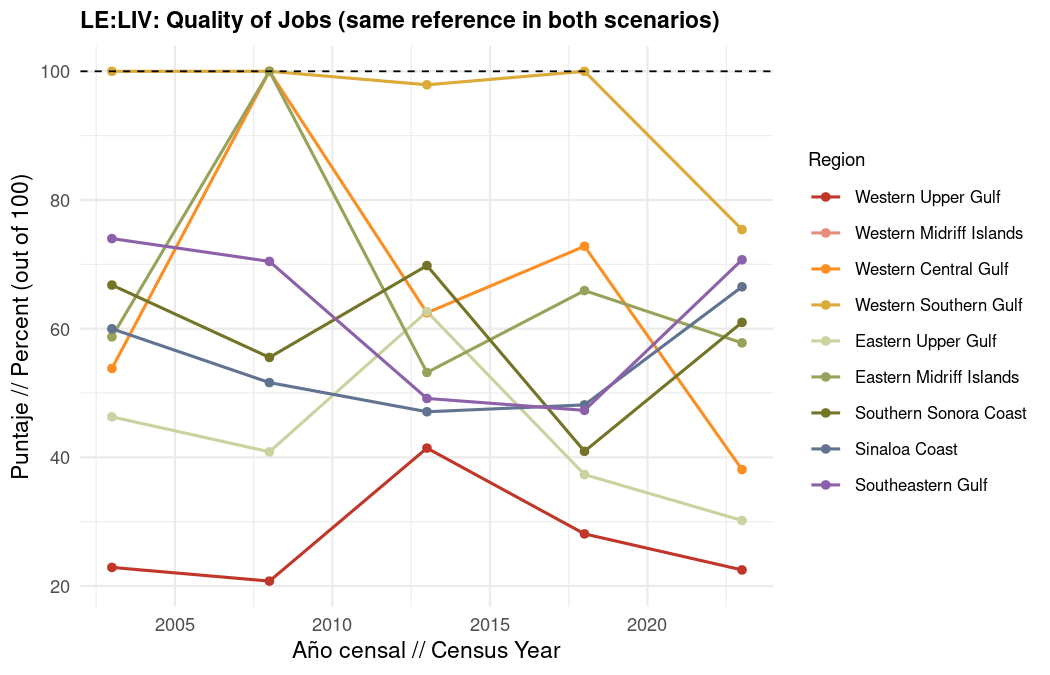 LE:LIV: Quality of Jobs (same reference in both scenarios)
Puntaje // Percent (out of 100)
100
80
60
40
20
2005
2010
2015
2020
Año censal // Census Year
Region
Western Upper Gulf
Western Midriff Islands
Western Central Gulf
Western Southern Gulf
Eastern Upper Gulf
Eastern Midriff Islands
Southern Sonora Coast
Sinaloa Coast
Southeastern Gulf